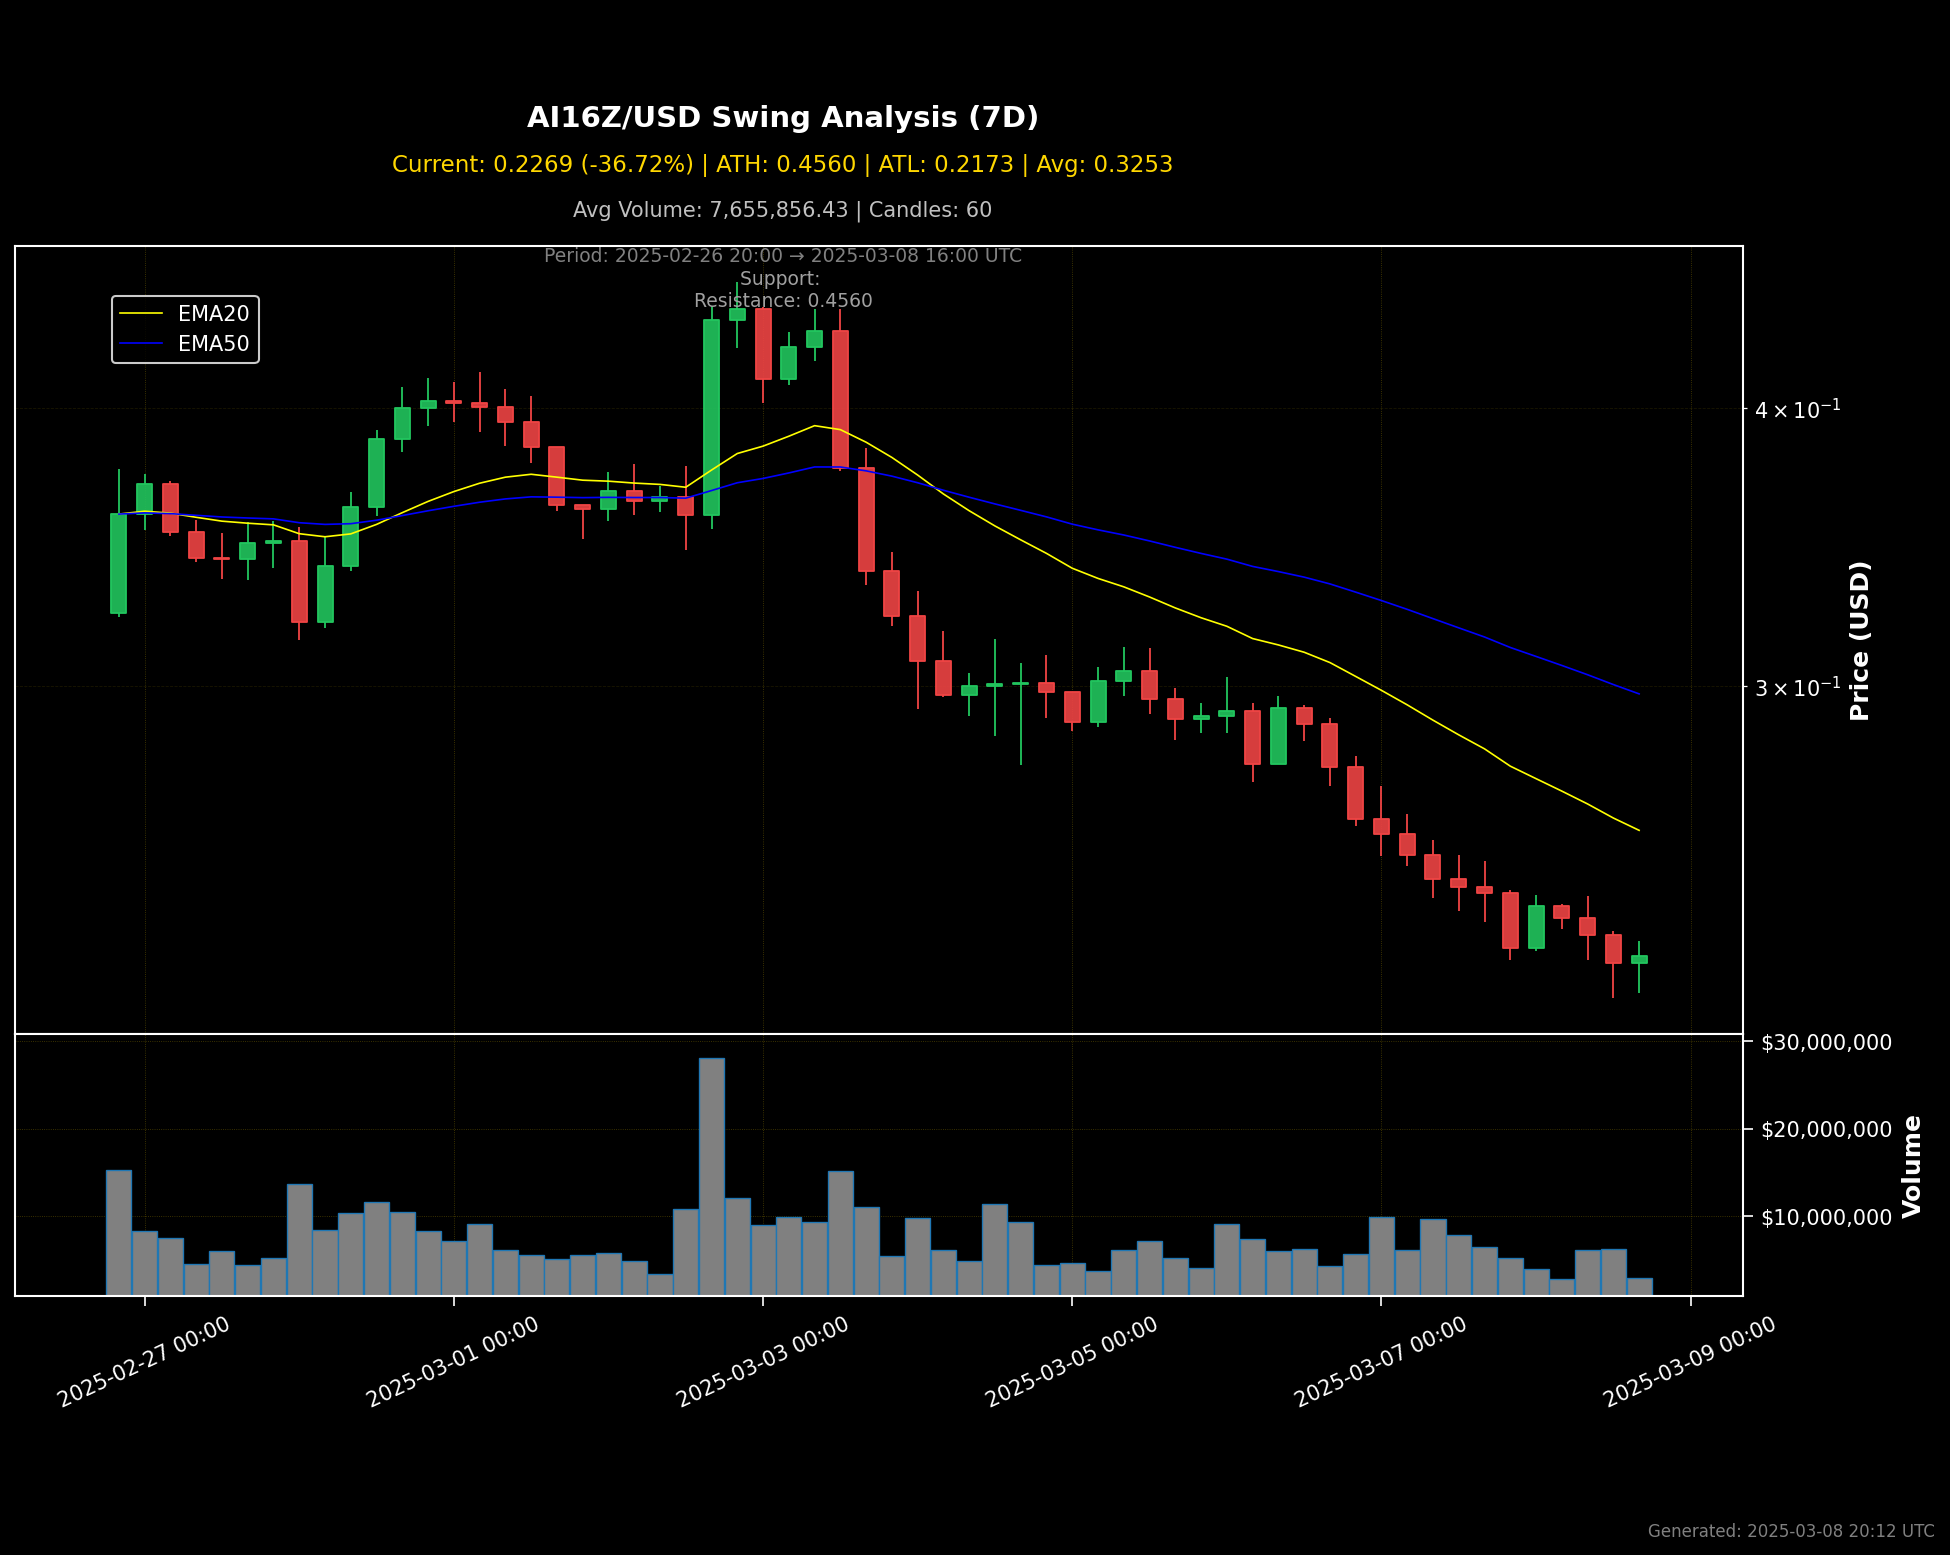 AI16Z/USD Swing Analysis (7D)
Current: 0.2269 (-36.72%) | ATH: 0.4560 | ATL: 0.2173 | Avg: 0.3253
Avg Volume: 7,655,856.43 | Candles: 60
Period: 2025-02-26 20:00 → 2025-03-08 16:00 UTC
Support:
Resistance: 0.4560
EMA20
EMA50
4 × 10⁻¹
3 × 10⁻¹
Price (USD)
$30,000,000
$20,000,000
$10,000,000
Volume
2025-02-27 00:00
2025-03-01 00:00
2025-03-03 00:00
2025-03-05 00:00
2025-03-07 00:00
2025-03-09 00:00
Generated: 2025-03-08 20:12 UTC